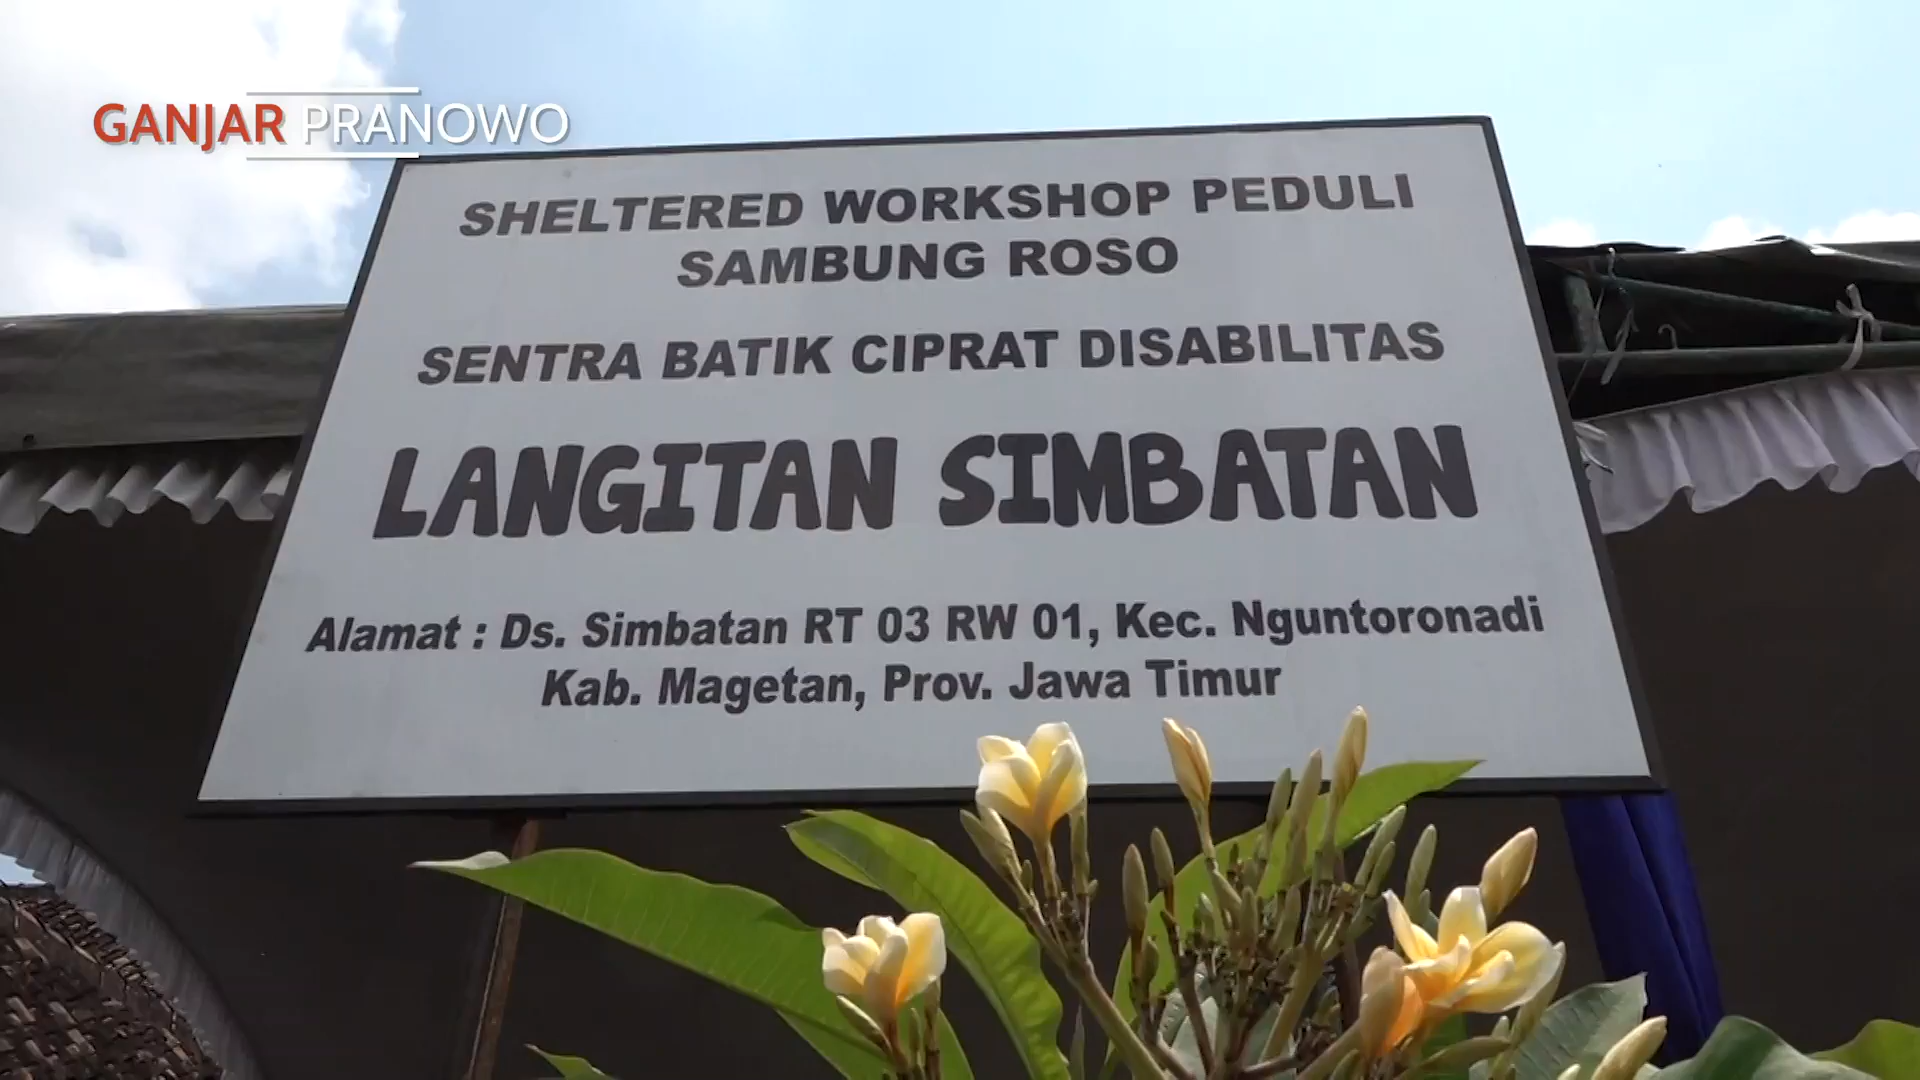 GANJAR PRANOWO
SHELTERED WORKSHOP PEDULI
SAMBUNG ROSO
SENTRA BATIK CIPRAT DISABILITAS
LANGITAN SIMBATAN
Alamat : Ds. Simbatan RT 03 RW 01, Kec. Nguntoronadi
Kab. Magetan, Prov. Jawa Timur